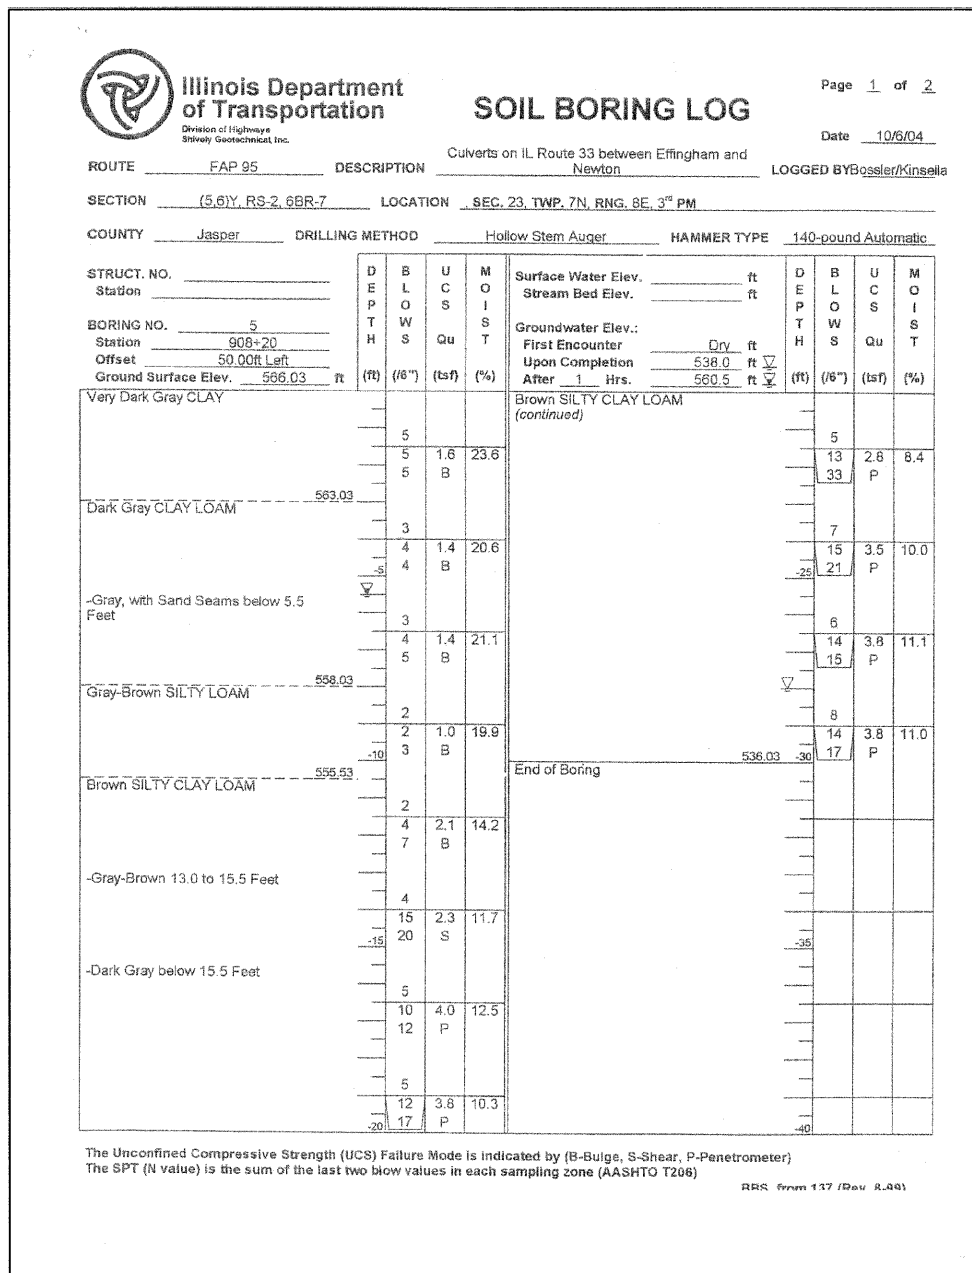 Illinois Department
of Transportation
Division of Highways
Shively Geotechnical, Inc.
SOIL BORING LOG
Page 1 of 2
Date 10/6/04
ROUTE FAP 95 DESCRIPTION Culverts on IL Route 33 between Effingham and Newton LOGGED BY Bossler/Kinsella
SECTION (5,6)Y, RS-2, 6BR-7 LOCATION SEC. 23, TWP. 7N, RNG. 8E, 3rd PM
COUNTY Jasper DRILLING METHOD Hollow Stem Auger HAMMER TYPE 140-pound Automatic
STRUCT. NO.
Station
BORING NO. 5
Station 908+20
Offset 50.00ft Left
Ground Surface Elev. 566.03 ft
DEPTH (ft)
BLOWS (/6")
UCS Qu (tsf)
MOIST (%)
Surface Water Elev. ft
Stream Bed Elev. ft
Groundwater Elev.:
First Encounter Dry ft
Upon Completion 538.0 ft
After 1 Hrs. 560.5 ft
DEPTH (ft)
BLOWS (/6")
UCS Qu (tsf)
MOIST (%)
Very Dark Gray CLAY
5
5 1.6 23.6
5 B
563.03
Dark Gray CLAY LOAM
3
4 1.4 20.6
-5 4 B
-Gray, with Sand Seams below 5.5
Feet
3
4 1.4 21.1
5 B
558.03
Gray-Brown SILTY LOAM
2
2 1.0 19.9
-10 3 B
555.53
Brown SILTY CLAY LOAM
2
4 2.1 14.2
7 B
-Gray-Brown 13.0 to 15.5 Feet
4
15 2.3 11.7
-15 20 S
-Dark Gray below 15.5 Feet
5
10 4.0 12.5
12 P
5
12 3.8 10.3
-20 17 P
Brown SILTY CLAY LOAM
(continued)
5
13 2.8 8.4
33 P
7
15 3.5 10.0
-25 21 P
6
14 3.8 11.1
15 P
8
14 3.8 11.0
536.03 -30 17 P
End of Boring
-35
-40
The Unconfined Compressive Strength (UCS) Failure Mode is indicated by (B-Bulge, S-Shear, P-Penetrometer)
The SPT (N value) is the sum of the last two blow values in each sampling zone (AASHTO T206)
BBS, from 137 (Rev. 8-99)